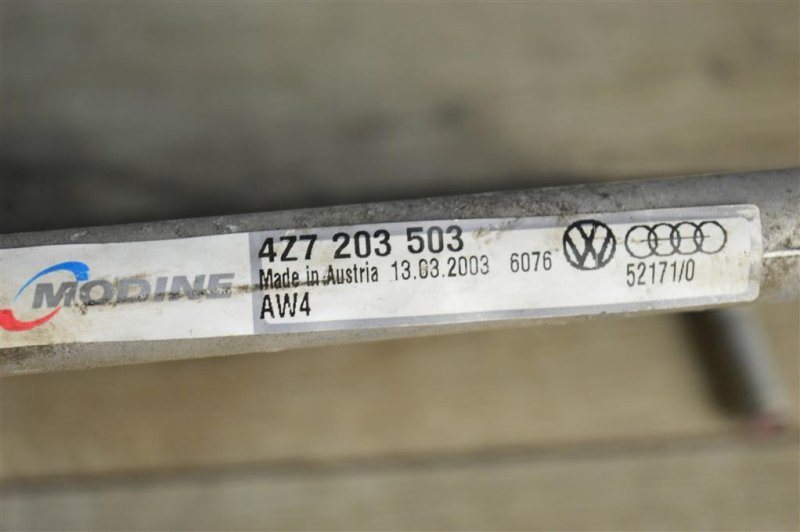 MODINE
4Z7 203 503
Made in Austria 13.03.2003 6076
52171/0
AW4